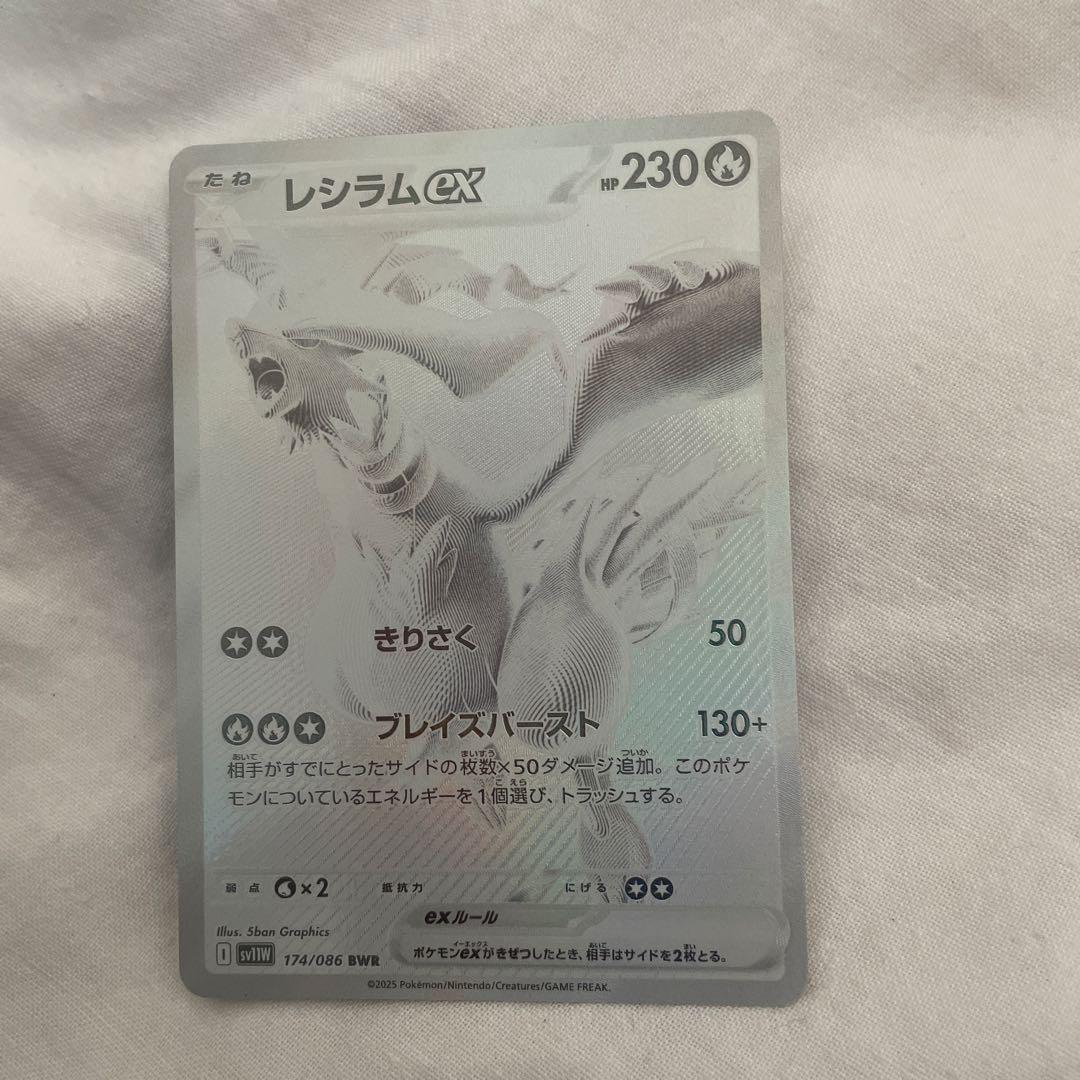 たね レシラムex HP230
きりさく 50
ブレイズバースト 130+
相手がすでにとったサイドの枚数×50ダメージ追加。このポケ
モンについているエネルギーを1個選び、トラッシュする。
弱点 ×2 抵抗力 にげる
exルール
ポケモンexがきぜつしたとき、相手はサイドを2枚とる。
Illus. 5ban Graphics
I sv11W 174/086 BWR
©2025 Pokémon/Nintendo/Creatures/GAME FREAK.